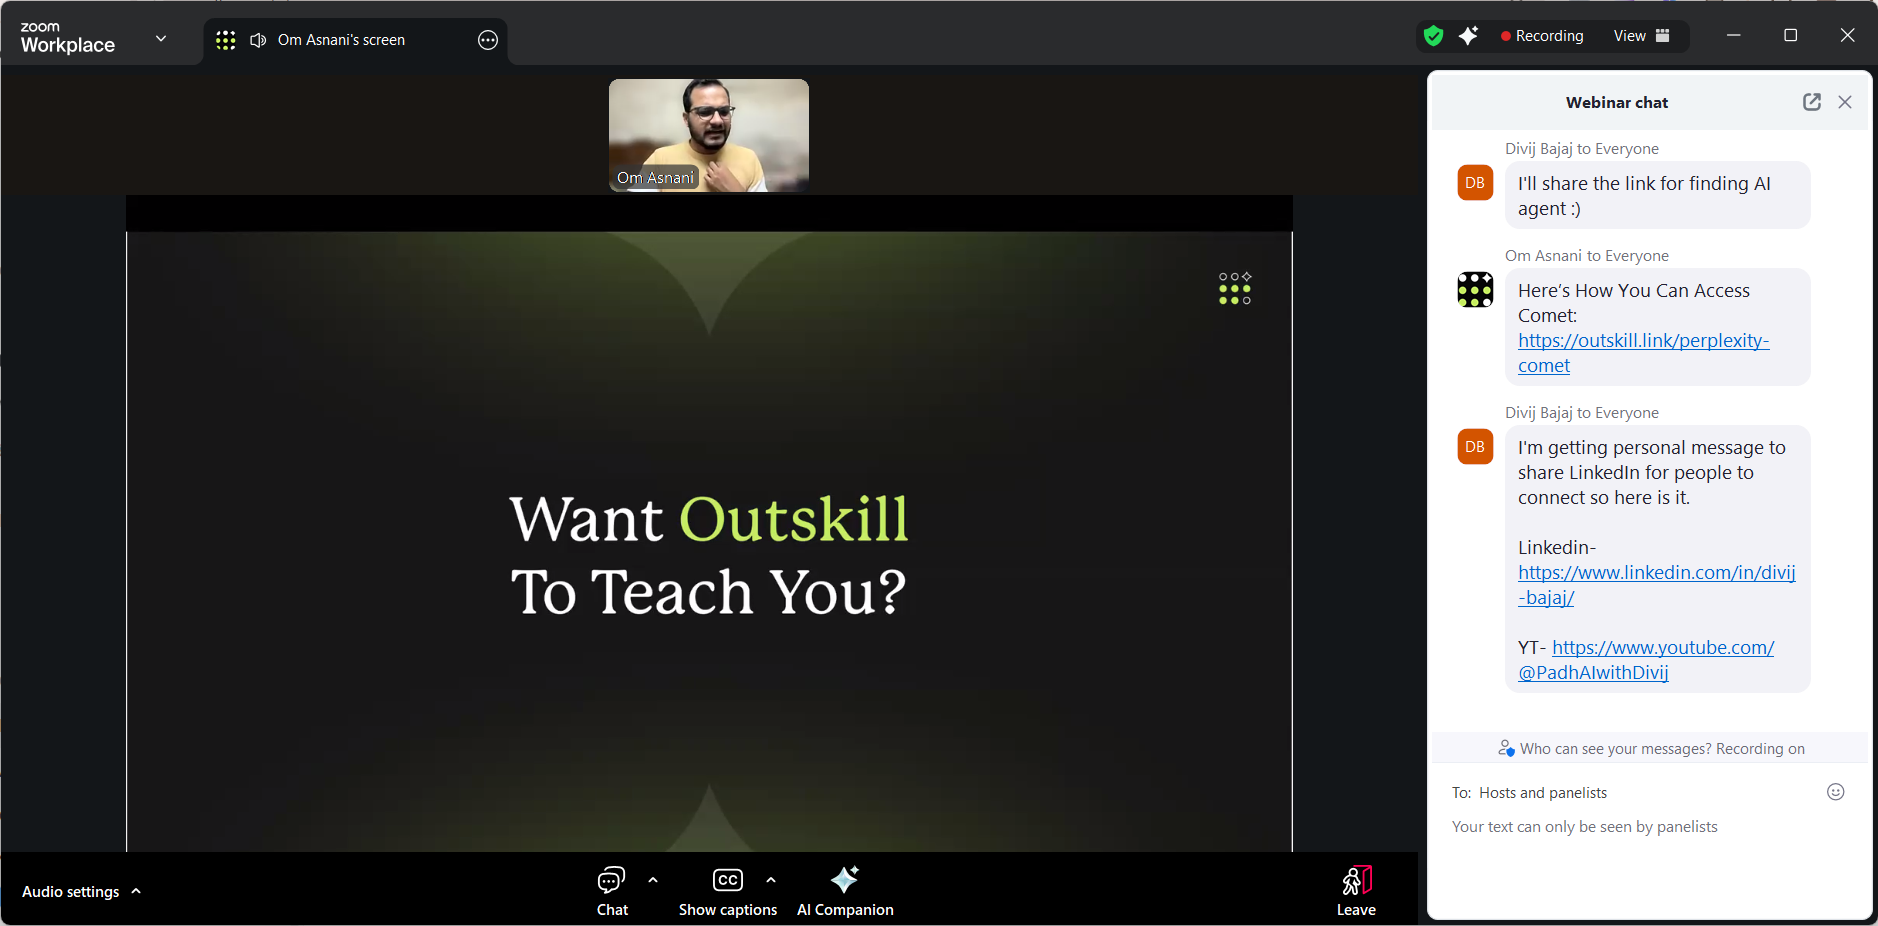 zoom
Workplace
Om Asnani's screen
Recording
View
Om Asnani
Want Outskill
To Teach You?
Webinar chat
Divij Bajaj to Everyone
DB
I'll share the link for finding AI
agent :)
Om Asnani to Everyone
Here’s How You Can Access
Comet:
https://outskill.link/perplexity-
comet
Divij Bajaj to Everyone
DB
I'm getting personal message to
share LinkedIn for people to
connect so here is it.
Linkedin-
https://www.linkedin.com/in/divij
-bajaj/
YT- https://www.youtube.com/
@PadhAIwithDivij
Who can see your messages? Recording on
To: Hosts and panelists
Your text can only be seen by panelists
Audio settings
Chat
CC
Show captions
AI Companion
Leave